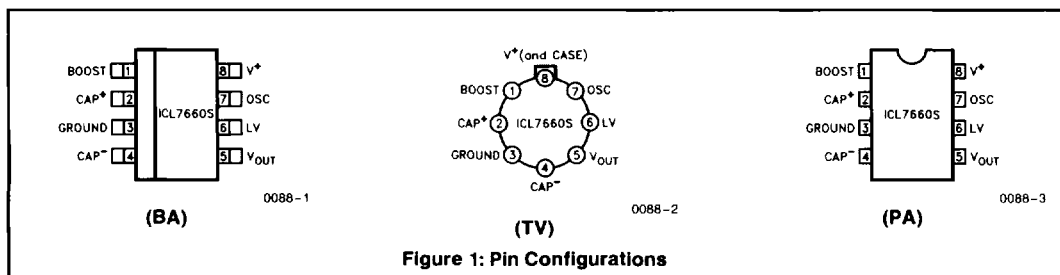 BOOST 1
CAP+ 2
GROUND 3
CAP- 4
ICL7660S
8 V+
7 OSC
6 LV
5 VOUT
0088-1
(BA)
V+ (and CASE)
8
BOOST 1
7 OSC
CAP+ 2
ICL7660S
6 LV
GROUND 3
5 VOUT
4
CAP-
0088-2
(TV)
BOOST 1
CAP+ 2
GROUND 3
CAP- 4
ICL7660S
8 V+
7 OSC
6 LV
5 VOUT
0088-3
(PA)
Figure 1: Pin Configurations